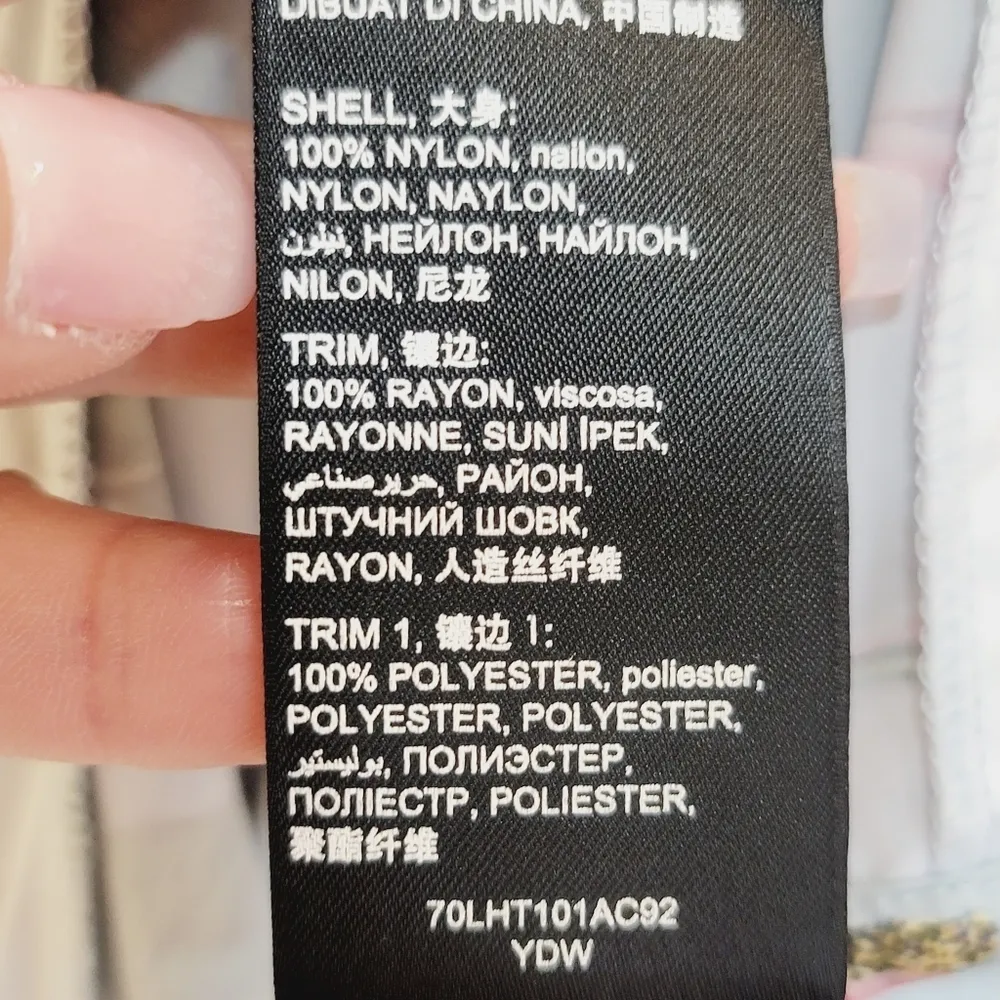 DIBUAT DI CHINA, 中国制造
SHELL, 大身:
100% NYLON, nailon,
NYLON, NAYLON,
نيلون, НЕЙЛОН, НАЙЛОН,
NILON, 尼龙
TRIM, 镶边:
100% RAYON, viscosa,
RAYONNE, SUNİ İPEK,
حرير صناعي, РАЙОН,
ШТУЧНИЙ ШОВК,
RAYON, 人造丝纤维
TRIM 1, 镶边 1:
100% POLYESTER, poliester,
POLYESTER, POLYESTER,
بوليستير, ПОЛИЭСТЕР,
ПОЛІЕСТР, POLIESTER,
聚酯纤维
70LHT101AC92
YDW